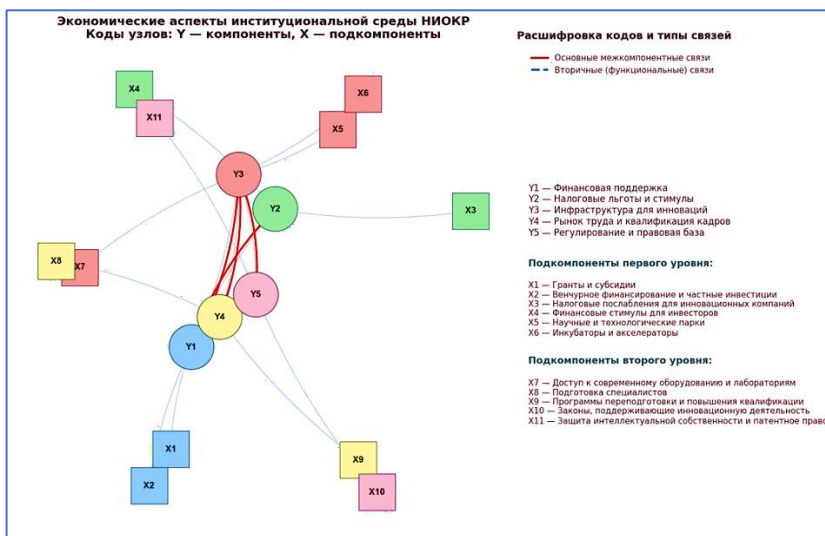 Экономические аспекты институциональной среды НИОКР
Коды узлов: Y — компоненты, X — подкомпоненты
X4
X11
X6
X5
Y3
Y2
X3
X8
X7
Y5
Y4
Y1
X1
X2
X9
X10
Расшифровка кодов и типы связей
Основные межкомпонентные связи
Вторичные (функциональные) связи
Y1 — Финансовая поддержка
Y2 — Налоговые льготы и стимулы
Y3 — Инфраструктура для инноваций
Y4 — Рынок труда и квалификация кадров
Y5 — Регулирование и правовая база
Подкомпоненты первого уровня:
X1 — Гранты и субсидии
X2 — Венчурное финансирование и частные инвестиции
X3 — Налоговые послабления для инновационных компаний
X4 — Финансовые стимулы для инвесторов
X5 — Научные и технологические парки
X6 — Инкубаторы и акселераторы
Подкомпоненты второго уровня:
X7 — Доступ к современному оборудованию и лабораториям
X8 — Подготовка специалистов
X9 — Программы переподготовки и повышения квалификации
X10 — Законы, поддерживающие инновационную деятельность
X11 — Защита интеллектуальной собственности и патентное право